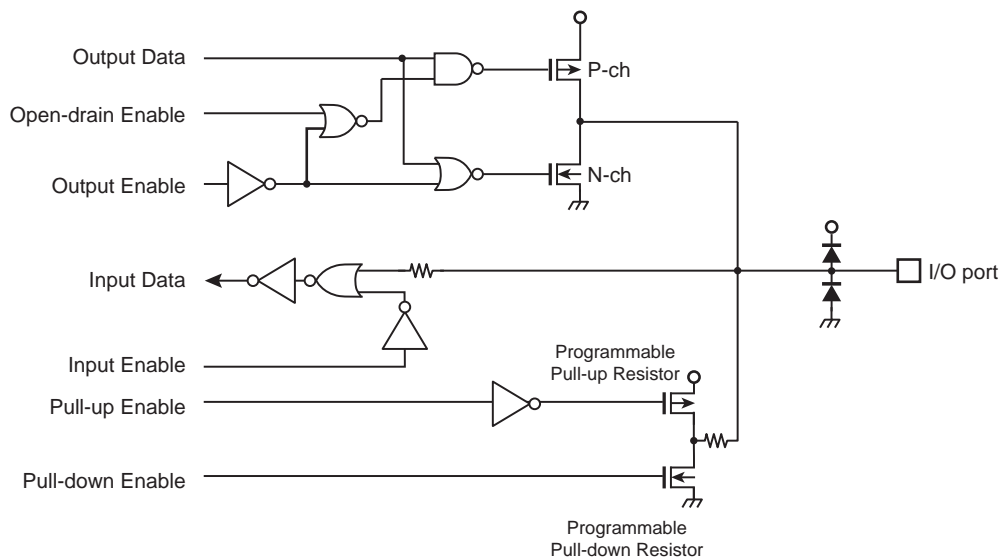 Output Data
P-ch
Open-drain Enable
Output Enable
N-ch
Input Data
I/O port
Input Enable
Programmable
Pull-up Resistor
Pull-up Enable
Pull-down Enable
Programmable
Pull-down Resistor